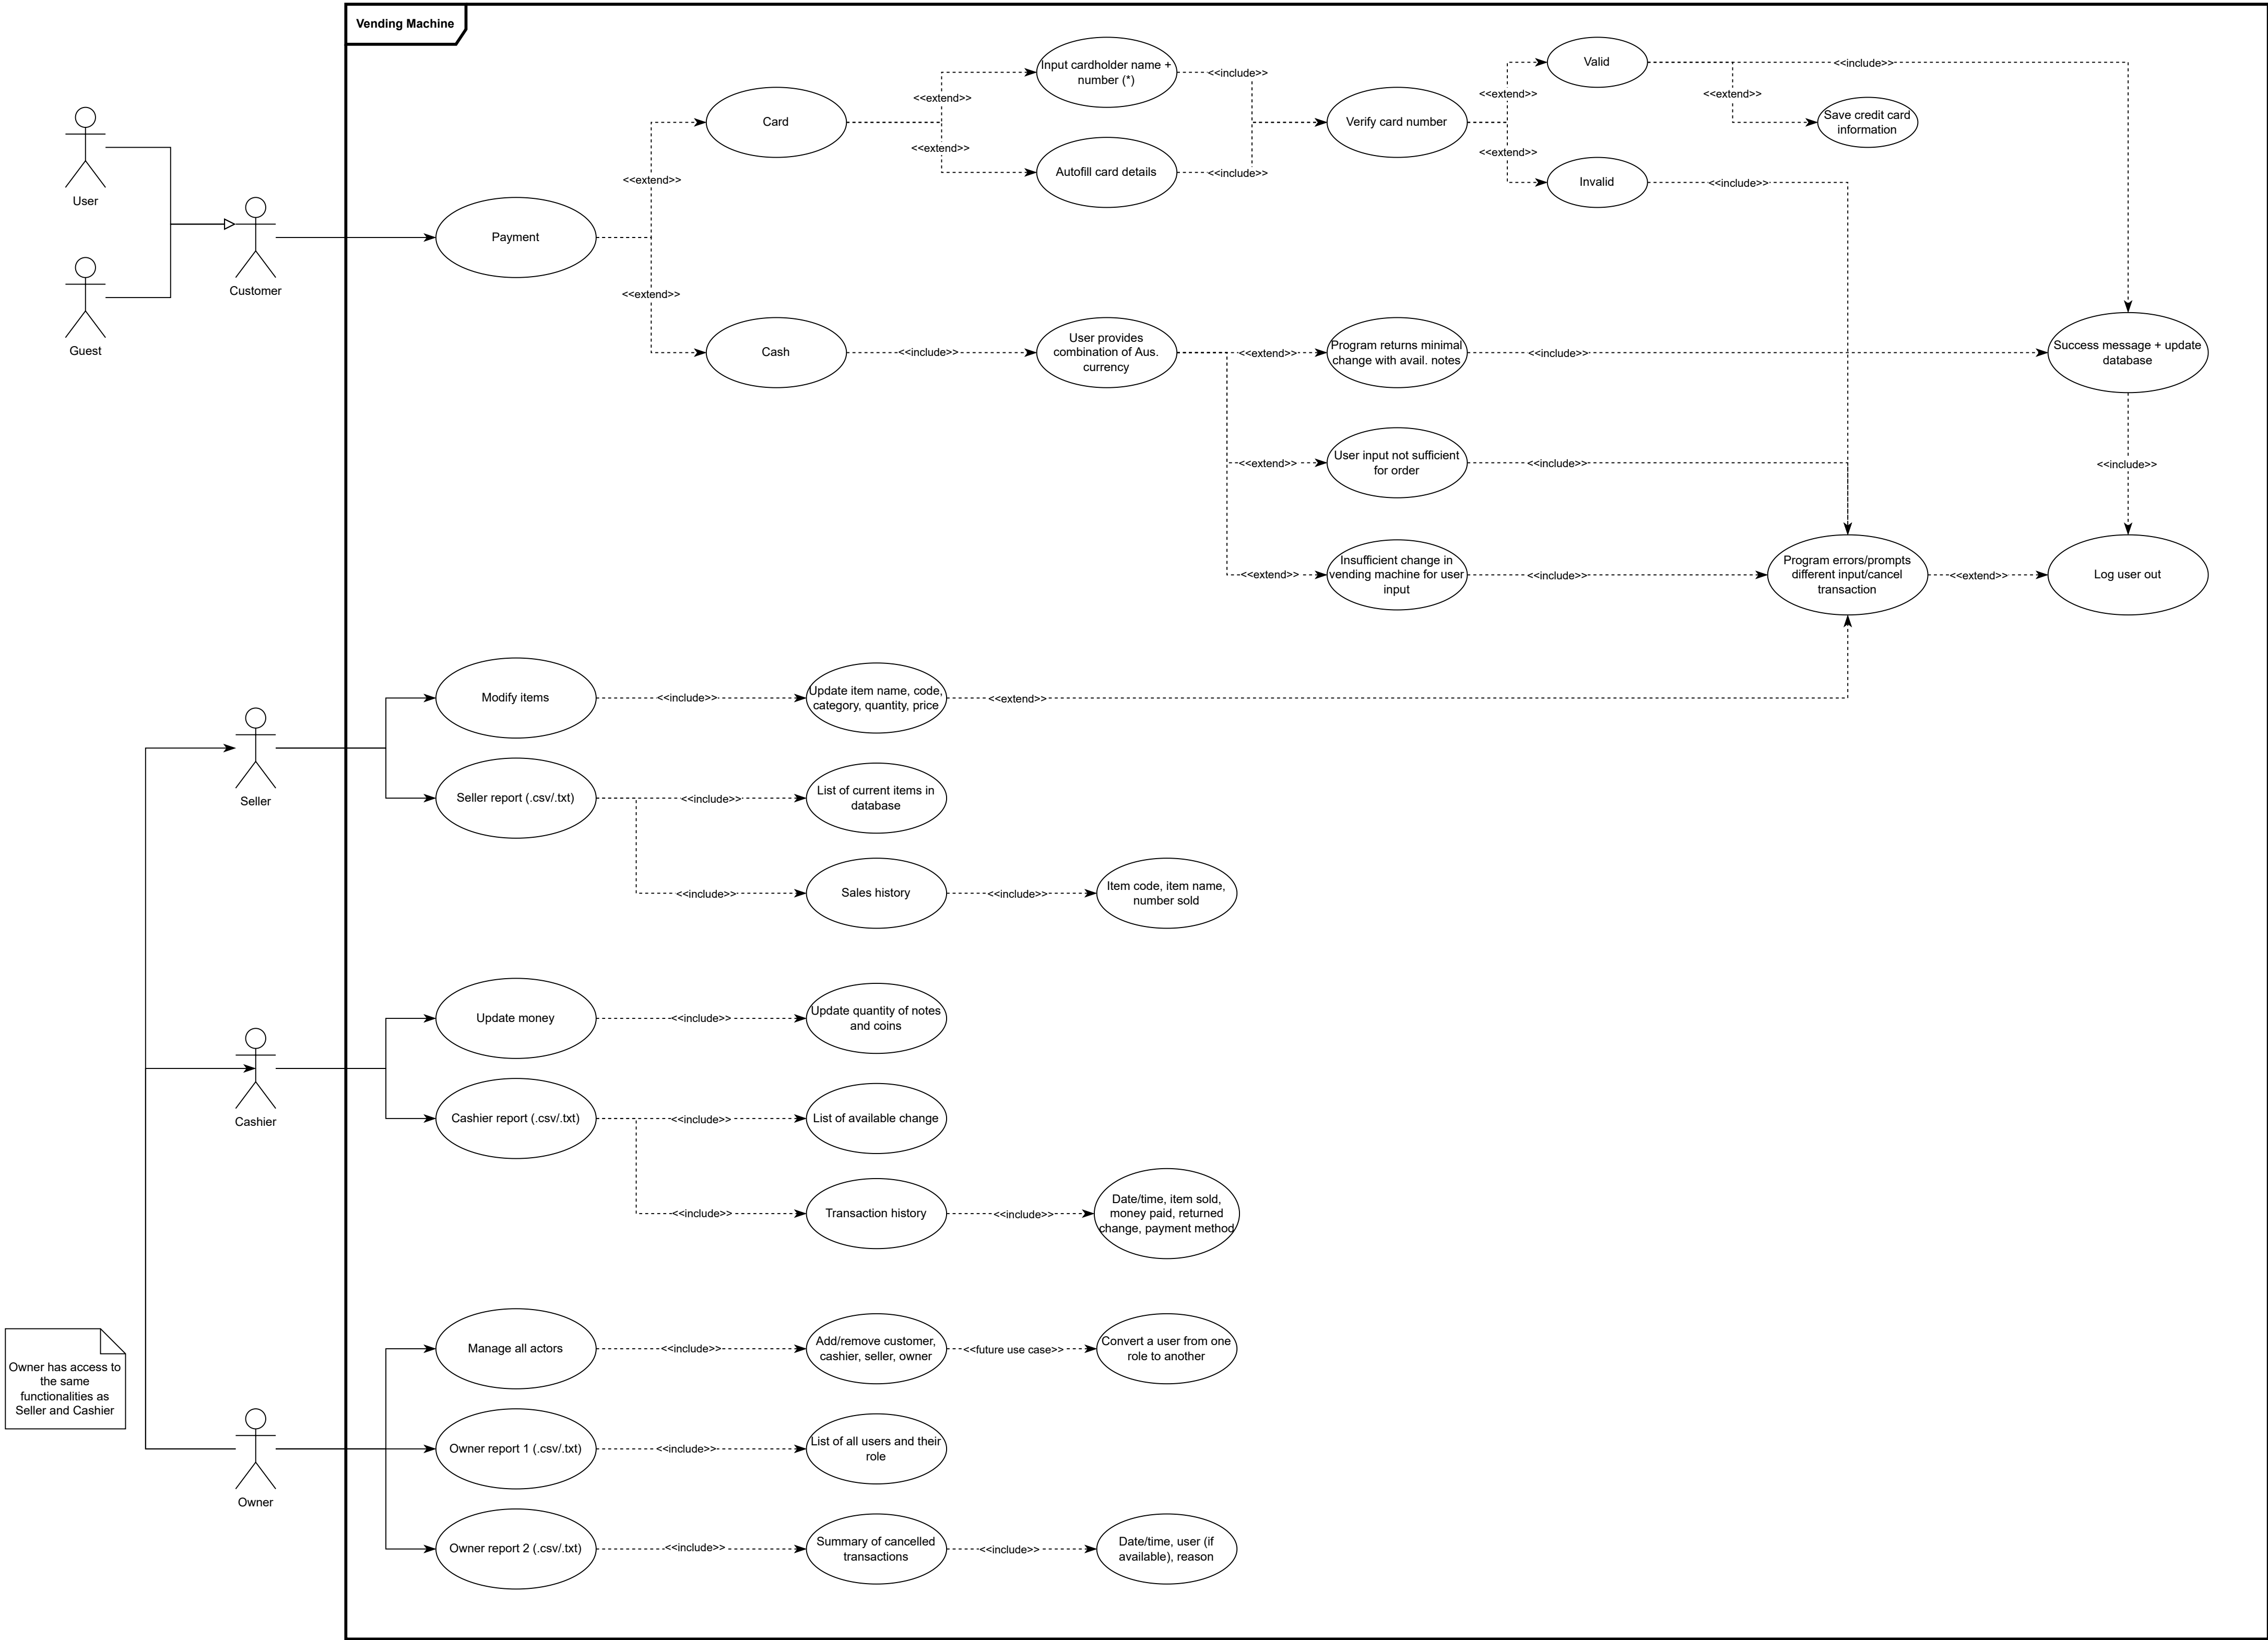 Vending Machine
User
Guest
Customer
Payment
<<extend>>
<<extend>>
Card
<<extend>>
<<extend>>
Input cardholder name +
number (*)
Autofill card details
<<include>>
<<include>>
Verify card number
<<extend>>
<<extend>>
Valid
Invalid
<<include>>
<<extend>>
Save credit card
information
<<include>>
Cash
<<include>>
User provides
combination of Aus.
currency
<<extend>>
Program returns minimal
change with avail. notes
<<include>>
Success message + update
database
<<extend>>
User input not sufficient
for order
<<include>>
<<include>>
<<extend>>
Insufficient change in
vending machine for user
input
<<include>>
Program errors/prompts
different input/cancel
transaction
<<extend>>
Log user out
Seller
Modify items
<<include>>
Update item name, code,
category, quantity, price
<<extend>>
Seller report (.csv/.txt)
<<include>>
List of current items in
database
<<include>>
Sales history
<<include>>
Item code, item name,
number sold
Cashier
Update money
<<include>>
Update quantity of notes
and coins
Cashier report (.csv/.txt)
<<include>>
List of available change
<<include>>
Transaction history
<<include>>
Date/time, item sold,
money paid, returned
change, payment method
Owner has access to
the same
functionalities as
Seller and Cashier
Owner
Manage all actors
<<include>>
Add/remove customer,
cashier, seller, owner
<<future use case>>
Convert a user from one
role to another
Owner report 1 (.csv/.txt)
<<include>>
List of all users and their
role
Owner report 2 (.csv/.txt)
<<include>>
Summary of cancelled
transactions
<<include>>
Date/time, user (if
available), reason